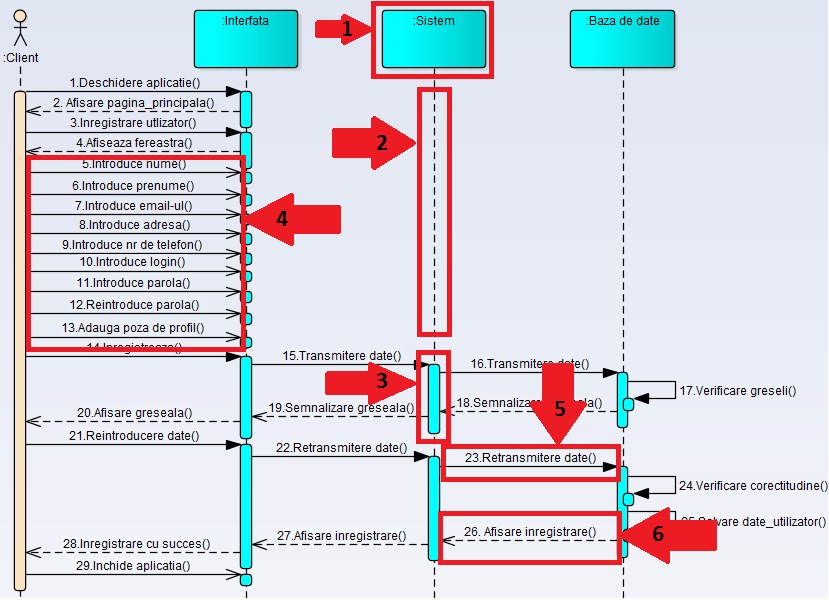 :Interfata
:Sistem
:Baza de date
1
:Client
1.Deschidere aplicatie()
2. Afisare pagina_principala()
3.Inregistrare utlizator()
4.Afiseaza fereastra()
2
5.Introduce nume()
6.Introduce prenume()
7.Introduce email-ul()
4
8.Introduce adresa()
9.Introduce nr de telefon()
10.Introduce login()
11.Introduce parola()
12.Reintroduce parola()
13.Adauga poza de profil()
14.Inregistreaza()
15.Transmitere date()
16.Transmitere date()
3
17.Verificare greseli()
18.Semnalizare
19.Semnalizare greseala()
20.Afisare greseala()
5
21.Reintroducere date()
22.Retransmitere date()
23.Retransmitere date()
24.Verificare corectitudine()
date_utilizator()
26. Afisare inregistrare()
6
27.Afisare inregistrare()
28.Inregistrare cu succes()
29.Inchide aplicatia()